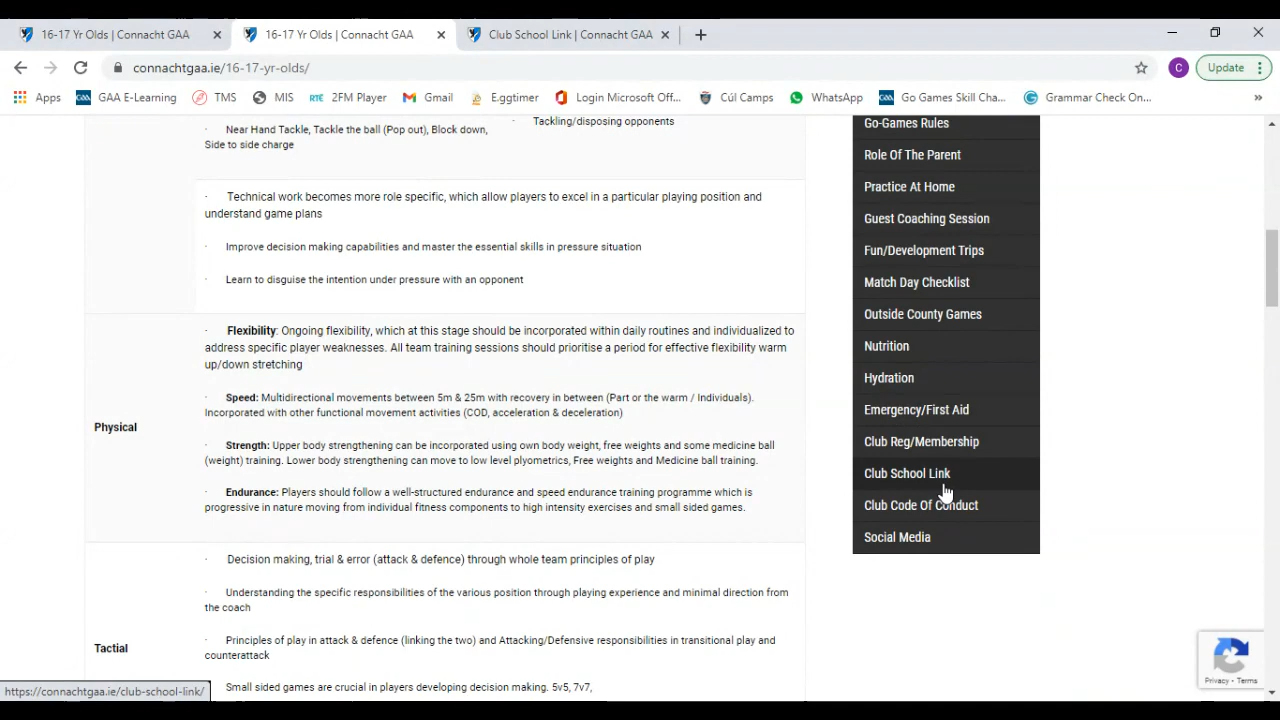 16-17 Yr Olds | Connacht GAA
16-17 Yr Olds | Connacht GAA
Club School Link | Connacht GAA
connachtgaa.ie/16-17-yr-olds/
C
Update
Apps
GAA E-Learning
TMS
MIS
RTÉ 2FM Player
Gmail
Eggtimer
Login Microsoft Off...
Cúl Camps
WhatsApp
Go Games Skill Cha...
Grammar Check On...
»
· Near Hand Tackle, Tackle the ball (Pop out), Block down,
Side to side charge
· Tackling/disposing opponents
· Technical work becomes more role specific, which allow players to excel in a particular playing position and
understand game plans
· Improve decision making capabilities and master the essential skills in pressure situation
· Learn to disguise the intention under pressure with an opponent
Physical
· Flexibility: Ongoing flexibility, which at this stage should be incorporated within daily routines and individualized to
address specific player weaknesses. All team training sessions should prioritise a period for effective flexibility warm
up/down stretching
· Speed: Multidirectional movements between 5m & 25m with recovery in between (Part or the warm / Individuals).
Incorporated with other functional movement activities (COD, acceleration & deceleration)
· Strength: Upper body strengthening can be incorporated using own body weight, free weights and some medicine ball
(weight) training. Lower body strengthening can move to low level plyometrics, Free weights and Medicine ball training.
· Endurance: Players should follow a well-structured endurance and speed endurance training programme which is
progressive in nature moving from individual fitness components to high intensity exercises and small sided games.
Tactial
· Decision making, trial & error (attack & defence) through whole team principles of play
· Understanding the specific responsibilities of the various position through playing experience and minimal direction from
the coach
· Principles of play in attack & defence (linking the two) and Attacking/Defensive responsibilities in transitional play and
counterattack
Small sided games are crucial in players developing decision making. 5v5, 7v7,
Go-Games Rules
Role Of The Parent
Practice At Home
Guest Coaching Session
Fun/Development Trips
Match Day Checklist
Outside County Games
Nutrition
Hydration
Emergency/First Aid
Club Reg/Membership
Club School Link
Club Code Of Conduct
Social Media
Privacy - Terms
https://connachtgaa.ie/club-school-link/